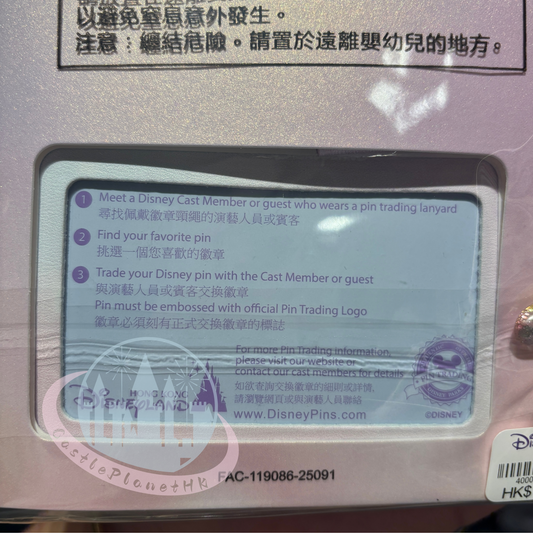 以避免窒息意外發生。
注意：纏結危險。請置於遠離嬰幼兒的地方。
1 Meet a Disney Cast Member or guest who wears a pin trading lanyard
尋找佩戴徽章頸繩的演藝人員或賓客
2 Find your favorite pin
挑選一個您喜歡的徽章
3 Trade your Disney pin with the Cast Member or guest
與演藝人員或賓客交換徽章
Pin must be embossed with official Pin Trading Logo
徽章必須刻有正式交換徽章的標誌
For more Pin Trading information,
please visit our website or
contact our cast members for details
如欲查詢交換徽章的細則或詳情,
請瀏覽網頁或與演藝人員聯絡
www.DisneyPins.com
©DISNEY
HONG KONG
DISNEYLAND
CastlePlanetHK
FAC-119086-25091
4000
HK$